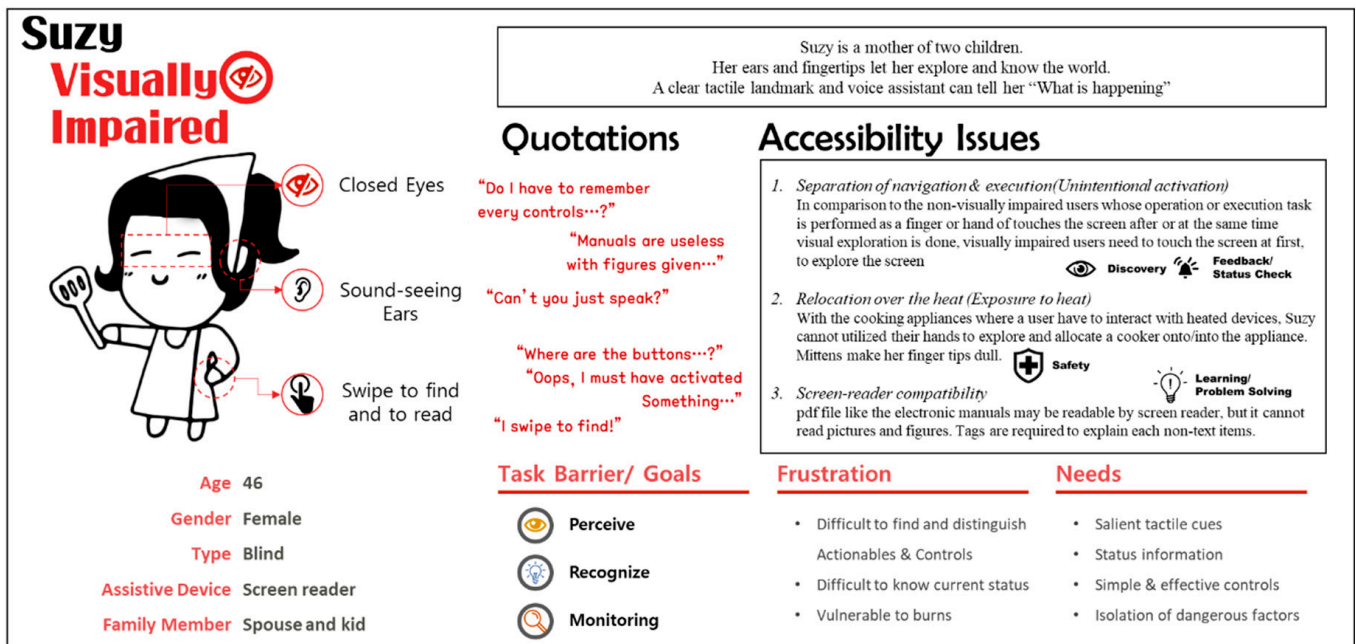 Suzy
Visually
Impaired
Suzy is a mother of two children.
Her ears and fingertips let her explore and know the world.
A clear tactile landmark and voice assistant can tell her “What is happening”
Closed Eyes
Sound-seeing
Ears
Swipe to find
and to read
Age 46
Gender Female
Type Blind
Assistive Device Screen reader
Family Member Spouse and kid
Quotations
“Do I have to remember
every controls…?”
“Manuals are useless
with figures given…”
“Can't you just speak?”
“Where are the buttons…?”
“Oops, I must have activated
Something…”
“I swipe to find!”
Accessibility Issues
1. Separation of navigation & execution(Unintentional activation)
In comparison to the non-visually impaired users whose operation or execution task
is performed as a finger or hand of touches the screen after or at the same time
visual exploration is done, visually impaired users need to touch the screen at first,
to explore the screen
Discovery
Feedback/
Status Check
2. Relocation over the heat (Exposure to heat)
With the cooking appliances where a user have to interact with heated devices, Suzy
cannot utilized their hands to explore and allocate a cooker onto/into the appliance.
Mittens make her finger tips dull.
Safety
Learning/
Problem Solving
3. Screen-reader compatibility
pdf file like the electronic manuals may be readable by screen reader, but it cannot
read pictures and figures. Tags are required to explain each non-text items.
Task Barrier/ Goals
Perceive
Recognize
Monitoring
Frustration
• Difficult to find and distinguish
Actionables & Controls
• Difficult to know current status
• Vulnerable to burns
Needs
• Salient tactile cues
• Status information
• Simple & effective controls
• Isolation of dangerous factors